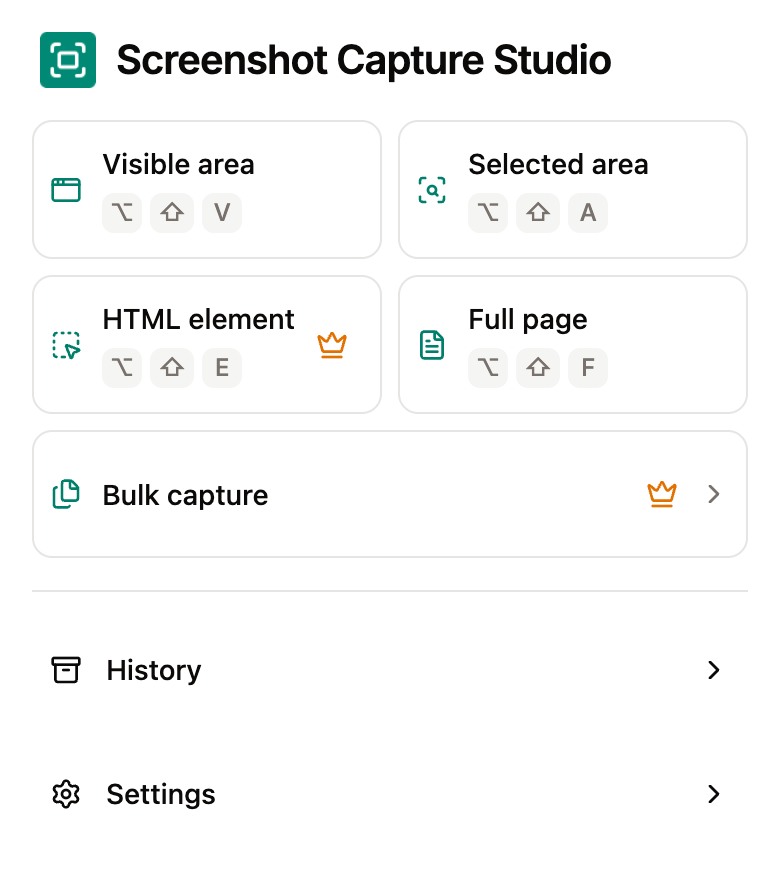 Screenshot Capture Studio
Visible area
⌥ ⇧ V
Selected area
⌥ ⇧ A
HTML element
⌥ ⇧ E
Full page
⌥ ⇧ F
Bulk capture
History
Settings